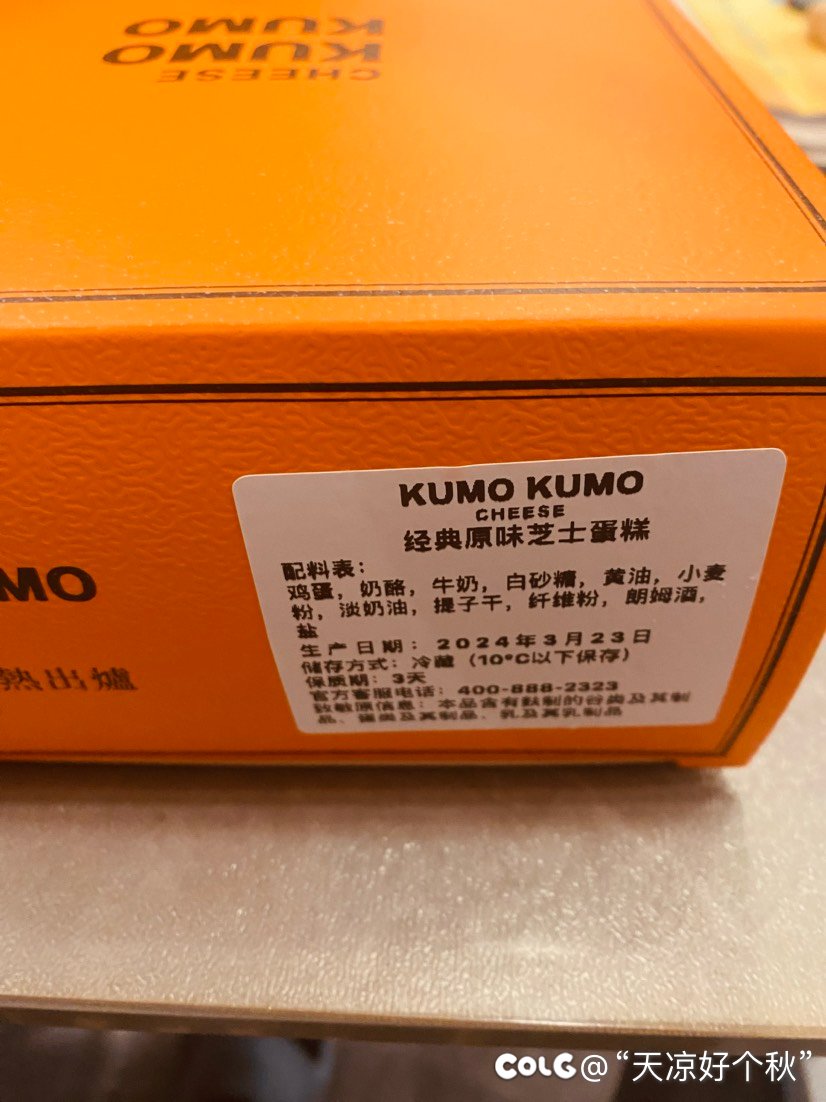 KUMO
KUMO
CHEESE
KUMO KUMO
CHEESE
经典原味芝士蛋糕
配料表：
鸡蛋，奶酪，牛奶，白砂糖，黄油，小麦
粉，淡奶油，提子干，纤维粉，朗姆酒，
盐
生产日期：2024年3月23日
储存方式：冷藏（10°C以下保存）
保质期：3天
官方客服电话：400-888-2323
致敏原信息：本品含有麸制的谷类及其制
品、蛋类及其制品、乳及其乳制品
UMO
熱出爐
COLG@“天凉好个秋”